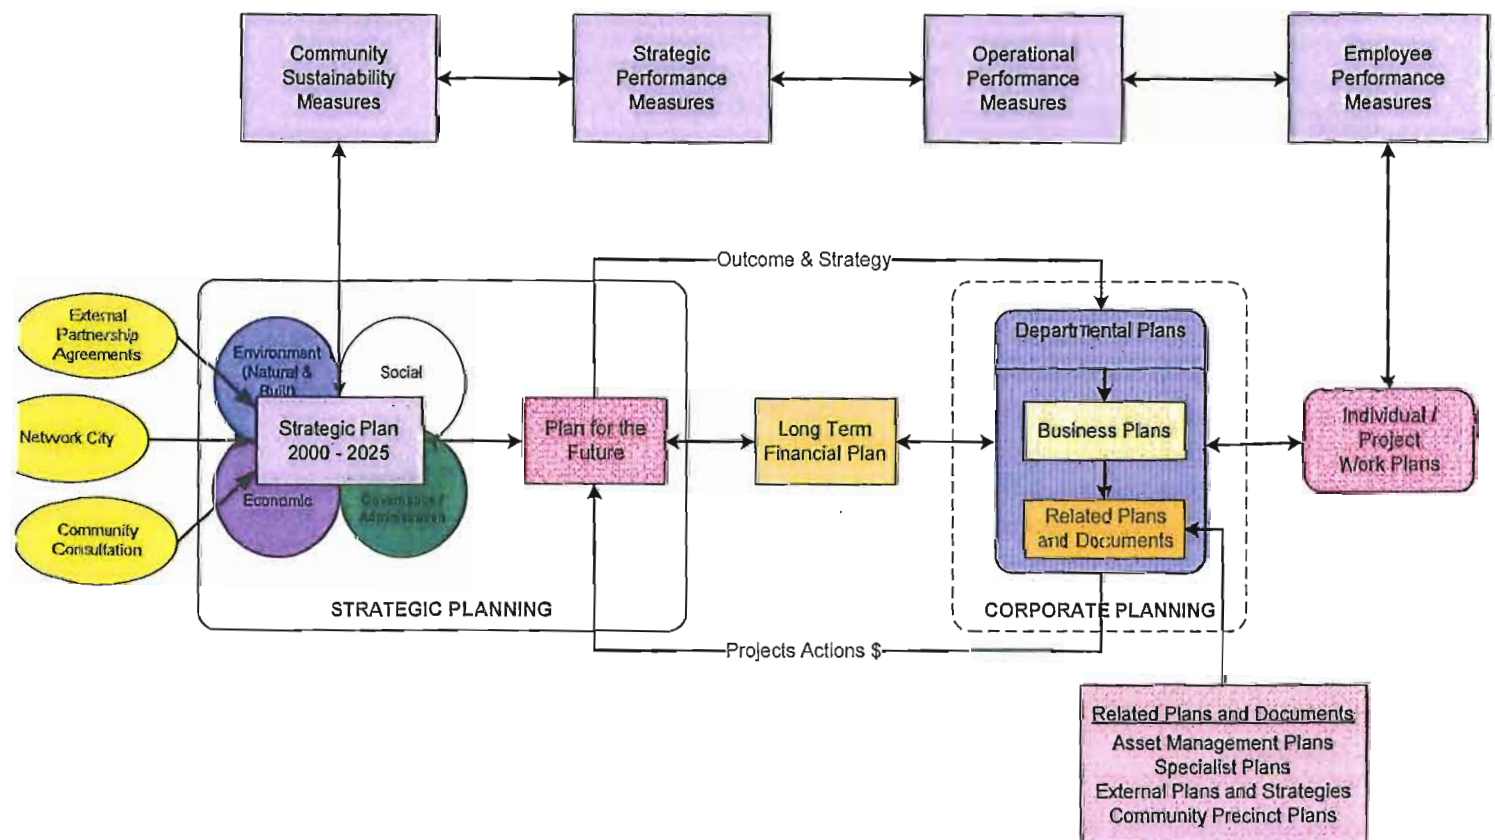 Community
Sustainability
Measures
Strategic
Performance
Measures
Operational
Performance
Measures
Employee
Performance
Measures
Outcome & Strategy
External
Partnership
Agreements
Network City
Community
Consultation
Environment
(Natural &
Built)
Social
Strategic Plan
2000 - 2025
Economic
Governance /
Administration
STRATEGIC PLANNING
Plan for the
Future
Long Term
Financial Plan
Departmental Plans
Business Plans
Related Plans
and Documents
CORPORATE PLANNING
Individual /
Project
Work Plans
Projects Actions $
Related Plans and Documents
Asset Management Plans
Specialist Plans
External Plans and Strategies
Community Precinct Plans